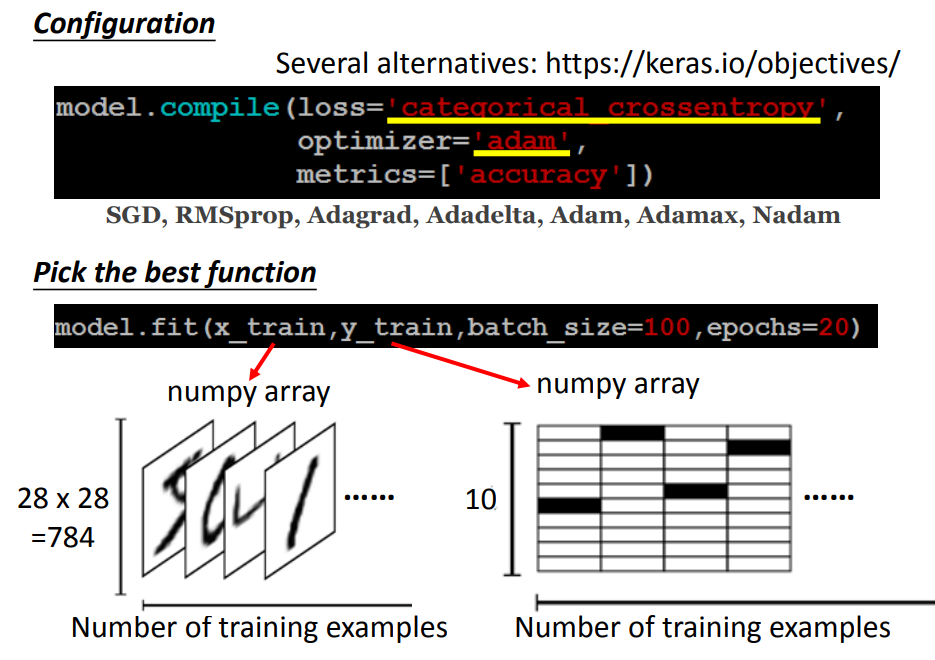 Configuration
Several alternatives: https://keras.io/objectives/
model.compile(loss='categorical_crossentropy',
optimizer='adam',
metrics=['accuracy'])
SGD, RMSprop, Adagrad, Adadelta, Adam, Adamax, Nadam
Pick the best function
model.fit(x_train,y_train,batch_size=100,epochs=20)
numpy array
numpy array
28 x 28
=784
......
10
......
Number of training examples
Number of training examples